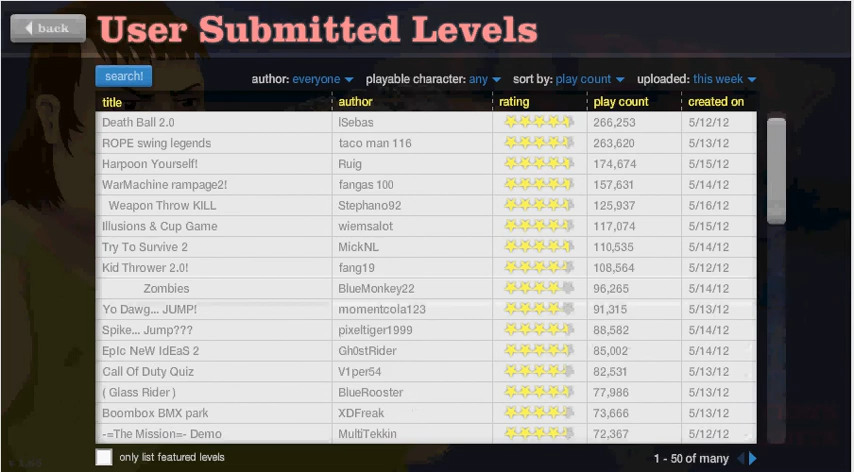 back User Submitted Levels
search! author: everyone playable character: any sort by: play count uploaded: this week
title author rating play count created on
Death Ball 2.0 lSebas 266,253 5/12/12
ROPE swing legends taco man 116 263,620 5/13/12
Harpoon Yourself! Ruig 174,674 5/15/12
WarMachine rampage2! fangas 100 157,631 5/14/12
Weapon Throw KILL Stephano92 125,937 5/16/12
Illusions & Cup Game wiemsalot 117,074 5/15/12
Try To Survive 2 MickNL 110,535 5/14/12
Kid Thrower 2.0! fang19 108,564 5/12/12
Zombies BlueMonkey22 96,265 5/14/12
Yo Dawg... JUMP! momentcola123 91,315 5/13/12
Spike... Jump??? pixeltiger1999 88,582 5/14/12
EpIc NeW IdEaS 2 Gh0stRider 85,002 5/14/12
Call Of Duty Quiz V1per54 82,531 5/13/12
( Glass Rider ) BlueRooster 77,986 5/13/12
Boombox BMX park XDFreak 73,666 5/13/12
-=The Mission=- Demo MultiTekkin 72,367 5/12/12
only list featured levels 1 - 50 of many